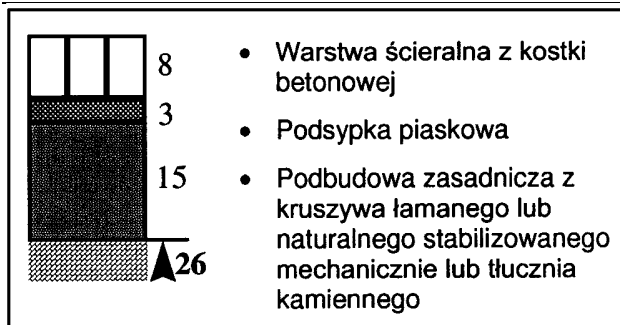 8
3
15
26
• Warstwa ścieralna z kostki
betonowej
• Podsypka piaskowa
• Podbudowa zasadnicza z
kruszywa łamanego lub
naturalnego stabilizowanego
mechanicznie lub tłucznia
kamiennego